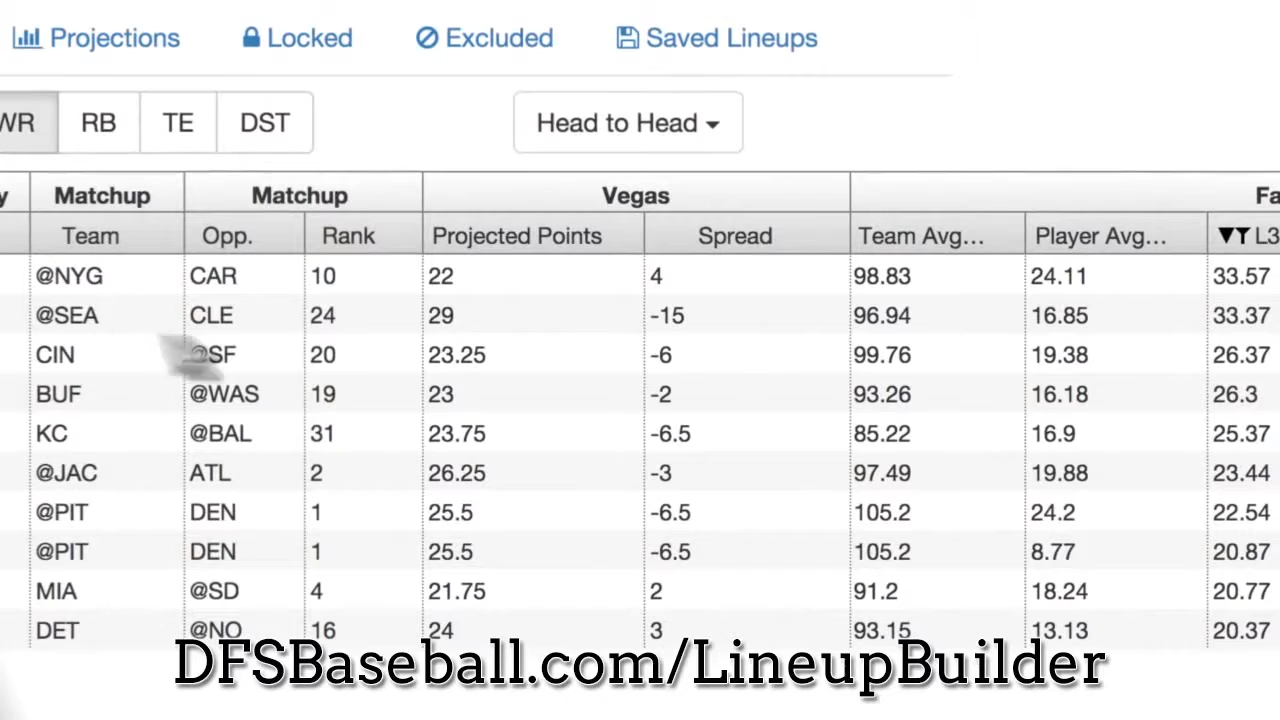 Projections Locked Excluded Saved Lineups
WR RB TE DST Head to Head
y Matchup Matchup Vegas Fa
Team Opp. Rank Projected Points Spread Team Avg... Player Avg... L3
@NYG CAR 10 22 4 98.83 24.11 33.57
@SEA CLE 24 29 -15 96.94 16.85 33.37
CIN @SF 20 23.25 -6 99.76 19.38 26.37
BUF @WAS 19 23 -2 93.26 16.18 26.3
KC @BAL 31 23.75 -6.5 85.22 16.9 25.37
@JAC ATL 2 26.25 -3 97.49 19.88 23.44
@PIT DEN 1 25.5 -6.5 105.2 24.2 22.54
@PIT DEN 1 25.5 -6.5 105.2 8.77 20.87
MIA @SD 4 21.75 2 91.2 18.24 20.77
DET @NO 16 24 3 93.15 13.13 20.37
DFSBaseball.com/LineupBuilder